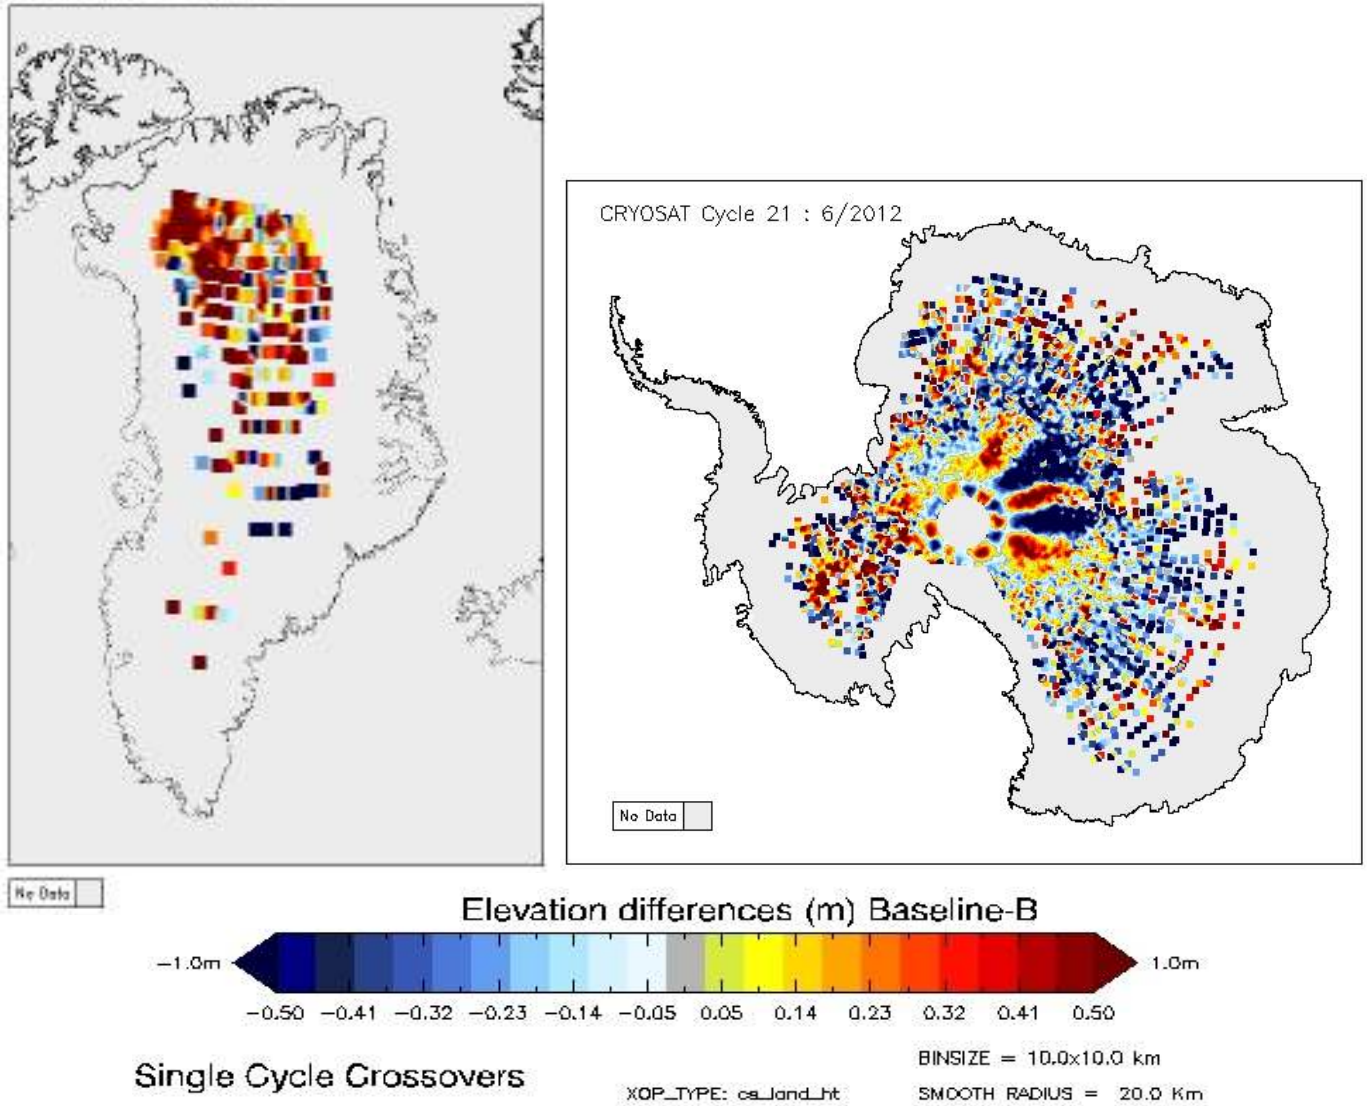 CRYOSAT Cycle 21 : 6/2012
No Data
No Data
Elevation differences (m) Baseline-B
-1.0m
1.0m
-0.50 -0.41 -0.32 -0.23 -0.14 -0.05 0.05 0.14 0.23 0.32 0.41 0.50
BINSIZE = 10.0x10.0 km
Single Cycle Crossovers
XOP_TYPE: cs_land_ht
SMOOTH RADIUS = 20.0 Km